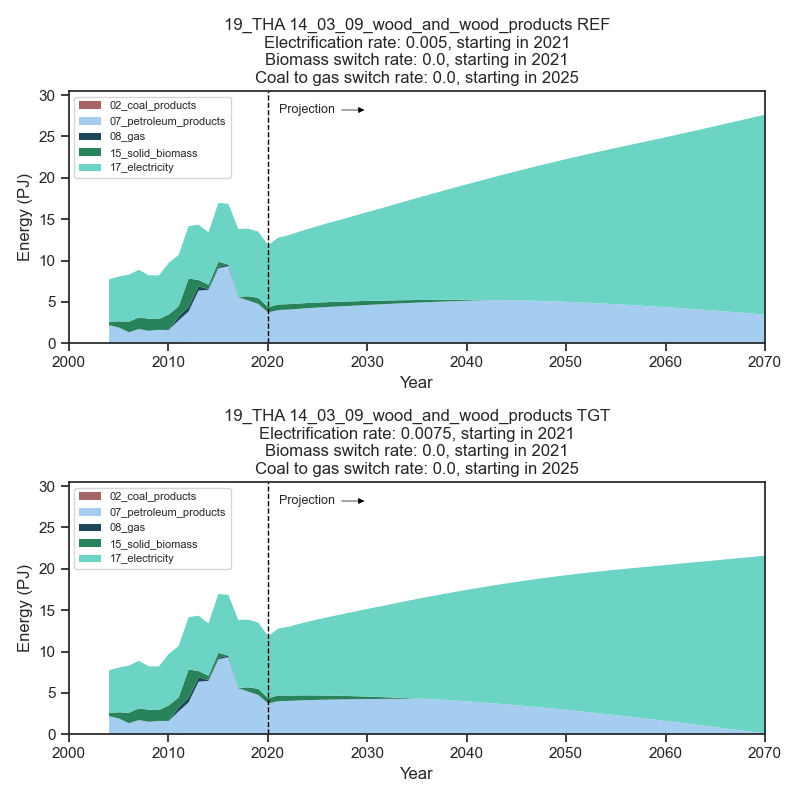 19_THA 14_03_09_wood_and_wood_products REF
Electrification rate: 0.005, starting in 2021
Biomass switch rate: 0.0, starting in 2021
Coal to gas switch rate: 0.0, starting in 2025
30
25
20
15
10
5
0
Energy (PJ)
02_coal_products
07_petroleum_products
08_gas
15_solid_biomass
17_electricity
Projection
2000 2010 2020 2030 2040 2050 2060 2070
Year
19_THA 14_03_09_wood_and_wood_products TGT
Electrification rate: 0.0075, starting in 2021
Biomass switch rate: 0.0, starting in 2021
Coal to gas switch rate: 0.0, starting in 2025
30
25
20
15
10
5
0
Energy (PJ)
02_coal_products
07_petroleum_products
08_gas
15_solid_biomass
17_electricity
Projection
2000 2010 2020 2030 2040 2050 2060 2070
Year